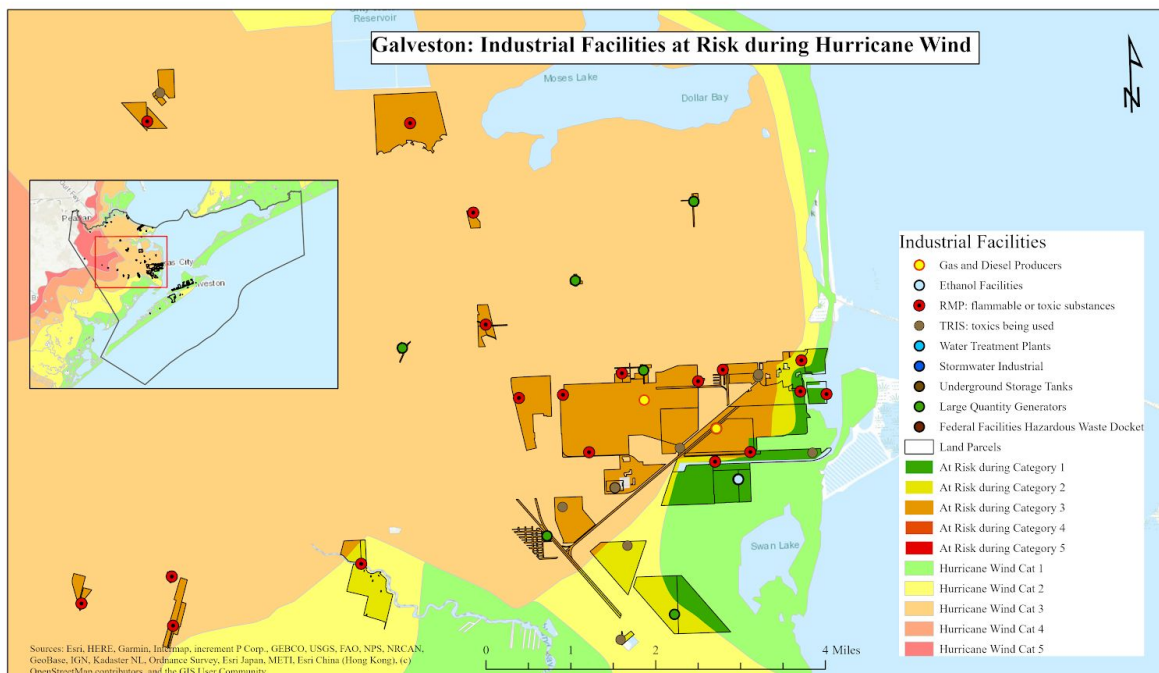 Reservoir
Galveston: Industrial Facilities at Risk during Hurricane Wind
Moses Lake
Dollar Bay
N
Industrial Facilities
Gas and Diesel Producers
Ethanol Facilities
RMP: flammable or toxic substances
TRIS: toxics being used
Water Treatment Plants
Stormwater Industrial
Underground Storage Tanks
Large Quantity Generators
Federal Facilities Hazardous Waste Docket
Land Parcels
At Risk during Category 1
At Risk during Category 2
At Risk during Category 3
At Risk during Category 4
At Risk during Category 5
Hurricane Wind Cat 1
Hurricane Wind Cat 2
Hurricane Wind Cat 3
Hurricane Wind Cat 4
Hurricane Wind Cat 5
Swan Lake
Sources: Esri, HERE, Garmin, Intermap, increment P Corp., GEBCO, USGS, FAO, NPS, NRCAN,
GeoBase, IGN, Kadaster NL, Ordnance Survey, Esri Japan, METI, Esri China (Hong Kong), (c)
OpenStreetMap contributors, and the GIS User Community
0 1 2 4 Miles